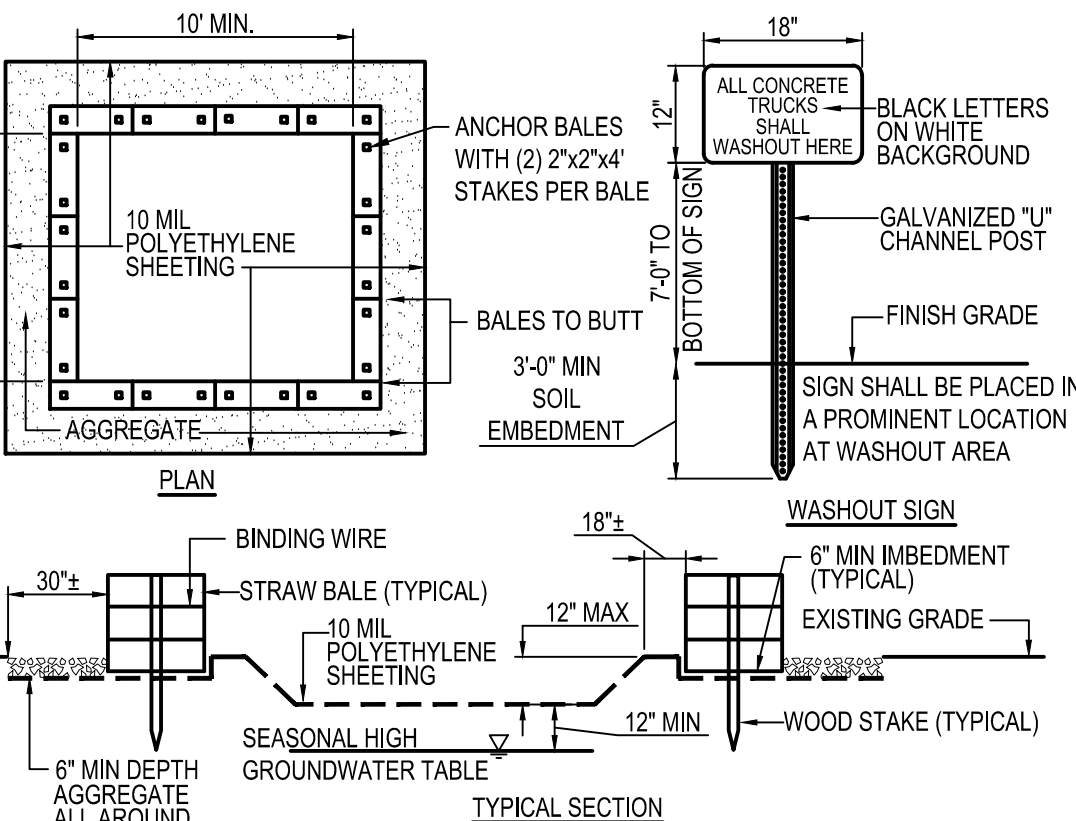 10' MIN.
ANCHOR BALES
WITH (2) 2"x2"x4'
STAKES PER BALE
10 MIL
POLYETHYLENE
SHEETING
BALES TO BUTT
AGGREGATE
PLAN
18"
12"
ALL CONCRETE
TRUCKS
SHALL
WASHOUT HERE
BLACK LETTERS
ON WHITE
BACKGROUND
7'-0" TO
BOTTOM OF SIGN
GALVANIZED "U"
CHANNEL POST
FINISH GRADE
3'-0" MIN
SOIL
EMBEDMENT
SIGN SHALL BE PLACED IN
A PROMINENT LOCATION
AT WASHOUT AREA
WASHOUT SIGN
30"±
BINDING WIRE
STRAW BALE (TYPICAL)
10 MIL
POLYETHYLENE
SHEETING
18"±
12" MAX
6" MIN IMBEDMENT
(TYPICAL)
EXISTING GRADE
12" MIN
WOOD STAKE (TYPICAL)
SEASONAL HIGH
GROUNDWATER TABLE
6" MIN DEPTH
AGGREGATE
ALL AROUND
TYPICAL SECTION